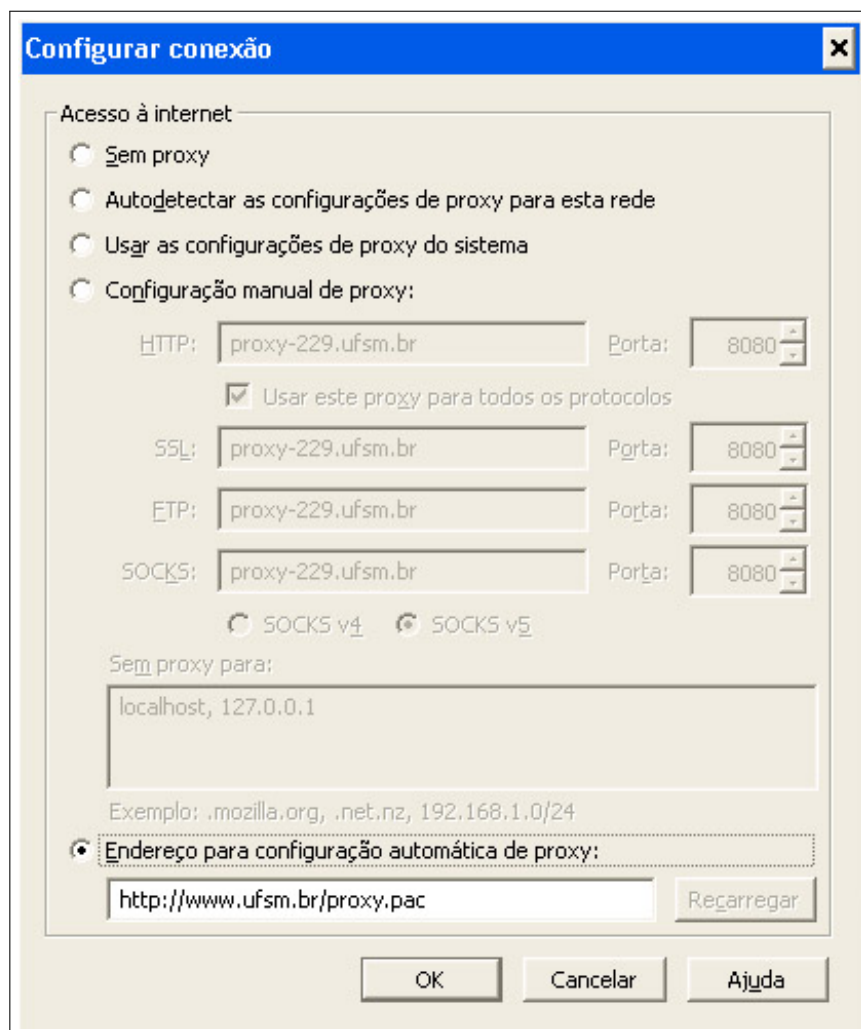 Configurar conexão
Acesso à internet
Sem proxy
Autodetectar as configurações de proxy para esta rede
Usar as configurações de proxy do sistema
Configuração manual de proxy:
HTTP: proxy-229.ufsm.br Porta: 8080
Usar este proxy para todos os protocolos
SSL: proxy-229.ufsm.br Porta: 8080
FTP: proxy-229.ufsm.br Porta: 8080
SOCKS: proxy-229.ufsm.br Porta: 8080
SOCKS v4 SOCKS v5
Sem proxy para:
localhost, 127.0.0.1
Exemplo: .mozilla.org, .net.nz, 192.168.1.0/24
Endereço para configuração automática de proxy:
http://www.ufsm.br/proxy.pac Recarregar
OK Cancelar Ajuda